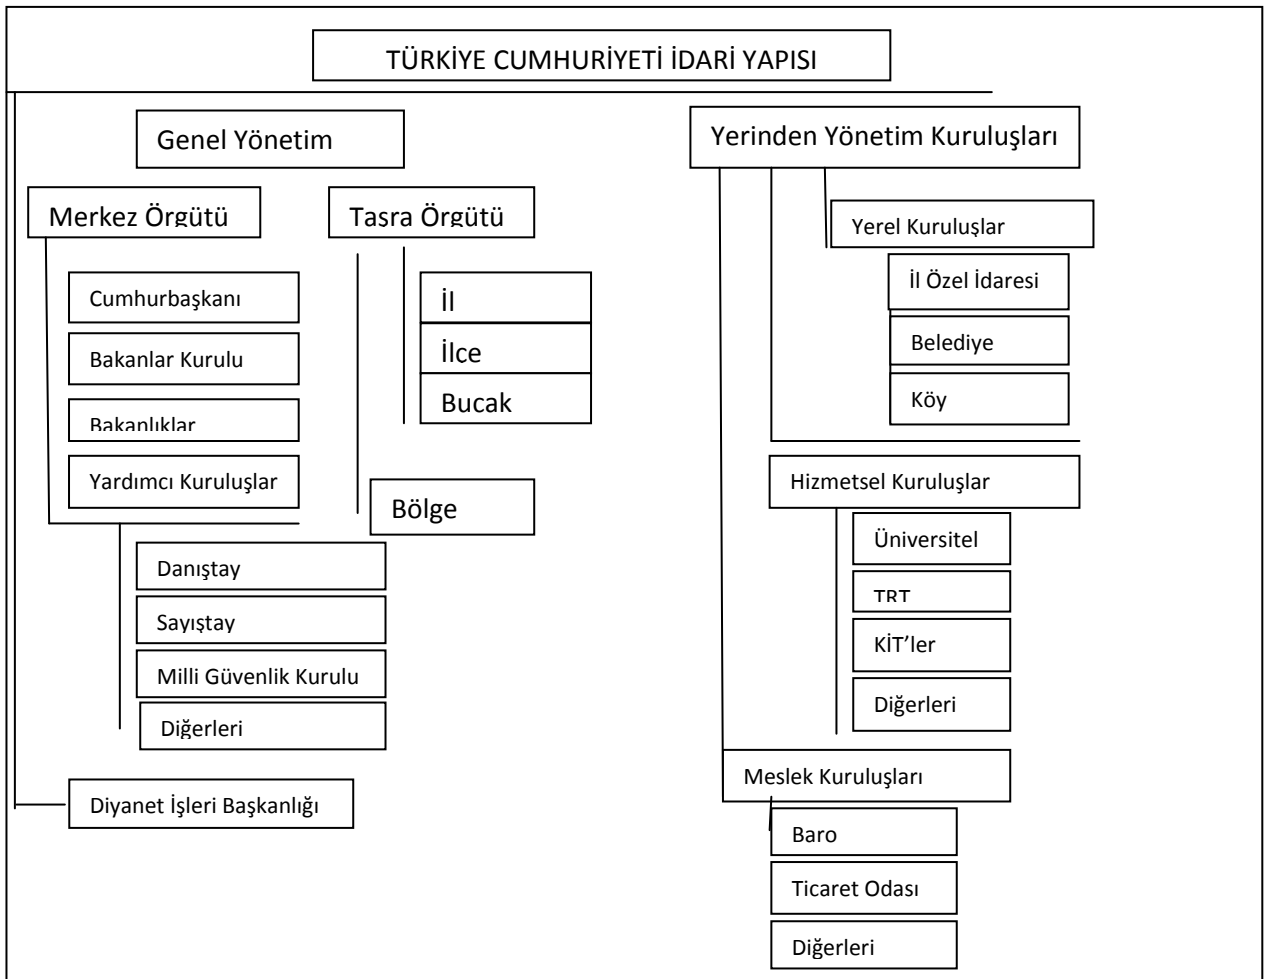 TÜRKİYE CUMHURİYETİ İDARİ YAPISI
Genel Yönetim
Merkez Örgütü
Cumhurbaşkanı
Bakanlar Kurulu
Bakanlıklar
Yardımcı Kuruluşlar
Danıştay
Sayıştay
Milli Güvenlik Kurulu
Diğerleri
Taşra Örgütü
İl
İlçe
Bucak
Bölge
Diyanet İşleri Başkanlığı
Yerinden Yönetim Kuruluşları
Yerel Kuruluşlar
İl Özel İdaresi
Belediye
Köy
Hizmetsel Kuruluşlar
Üniversitel
TRT
KİT’ler
Diğerleri
Meslek Kuruluşları
Baro
Ticaret Odası
Diğerleri